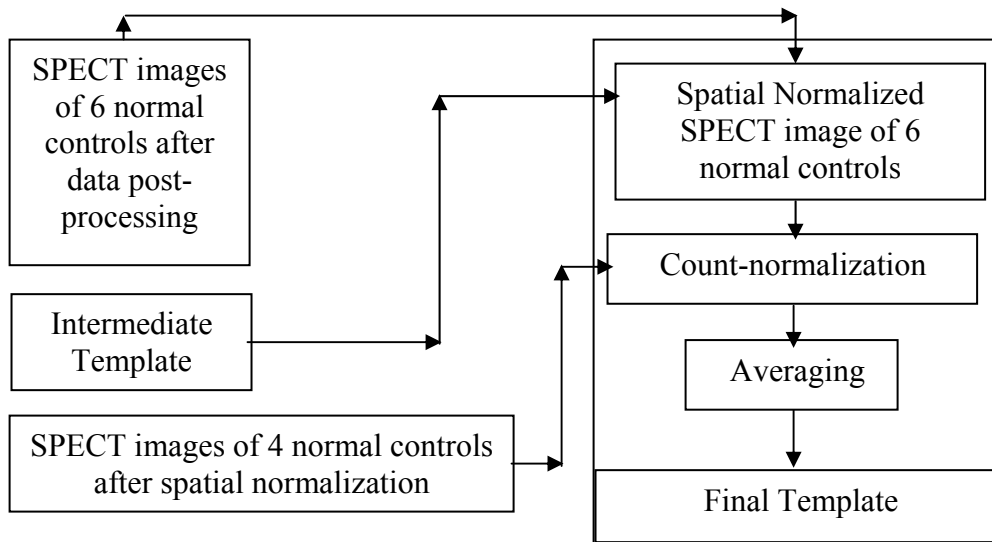 SPECT images
of 6 normal
controls after
data post-
processing
Intermediate
Template
SPECT images of 4 normal controls
after spatial normalization
Spatial Normalized
SPECT image of 6
normal controls
Count-normalization
Averaging
Final Template